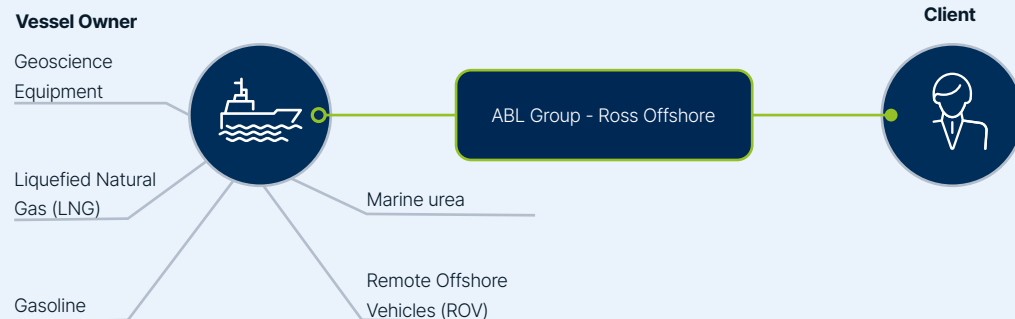 Vessel Owner
Client
Geoscience
Equipment
ABL Group - Ross Offshore
Liquefied Natural
Gas (LNG)
Marine urea
Remote Offshore
Vehicles (ROV)
Gasoline